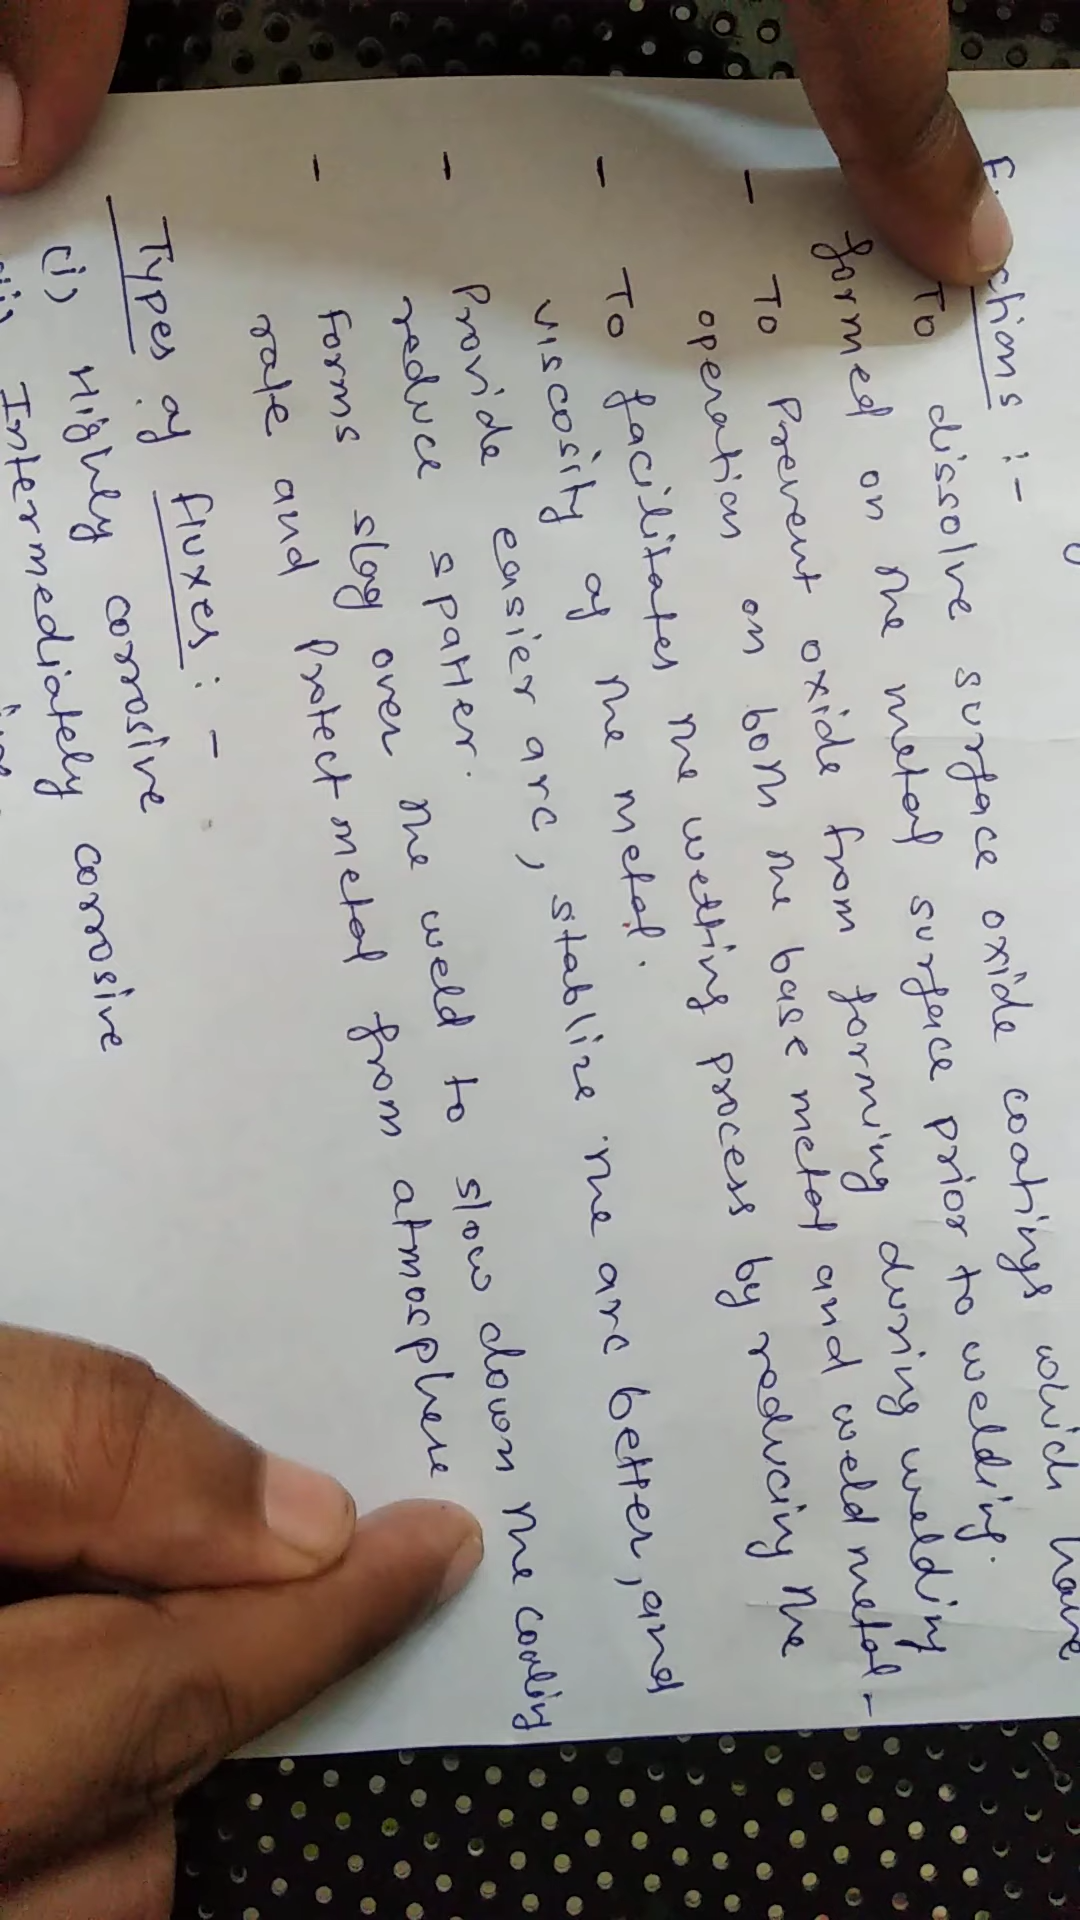 Functions :-
To dissolve surface oxide coatings which have
formed on the metal surface prior to welding.
- To Prevent oxide from forming during welding
operation on both the base metal and weld metal-
- To facilitates the wetting process by reducing the
viscosity of the metal.
- Provide easier arc, stablize the arc better, and
reduce spatter.
- Forms slag over the weld to slow down the cooling
rate and Protect metal from atmosphere
Types of fluxes :-
(i) Highly corrosive
(ii) Intermediately corrosive